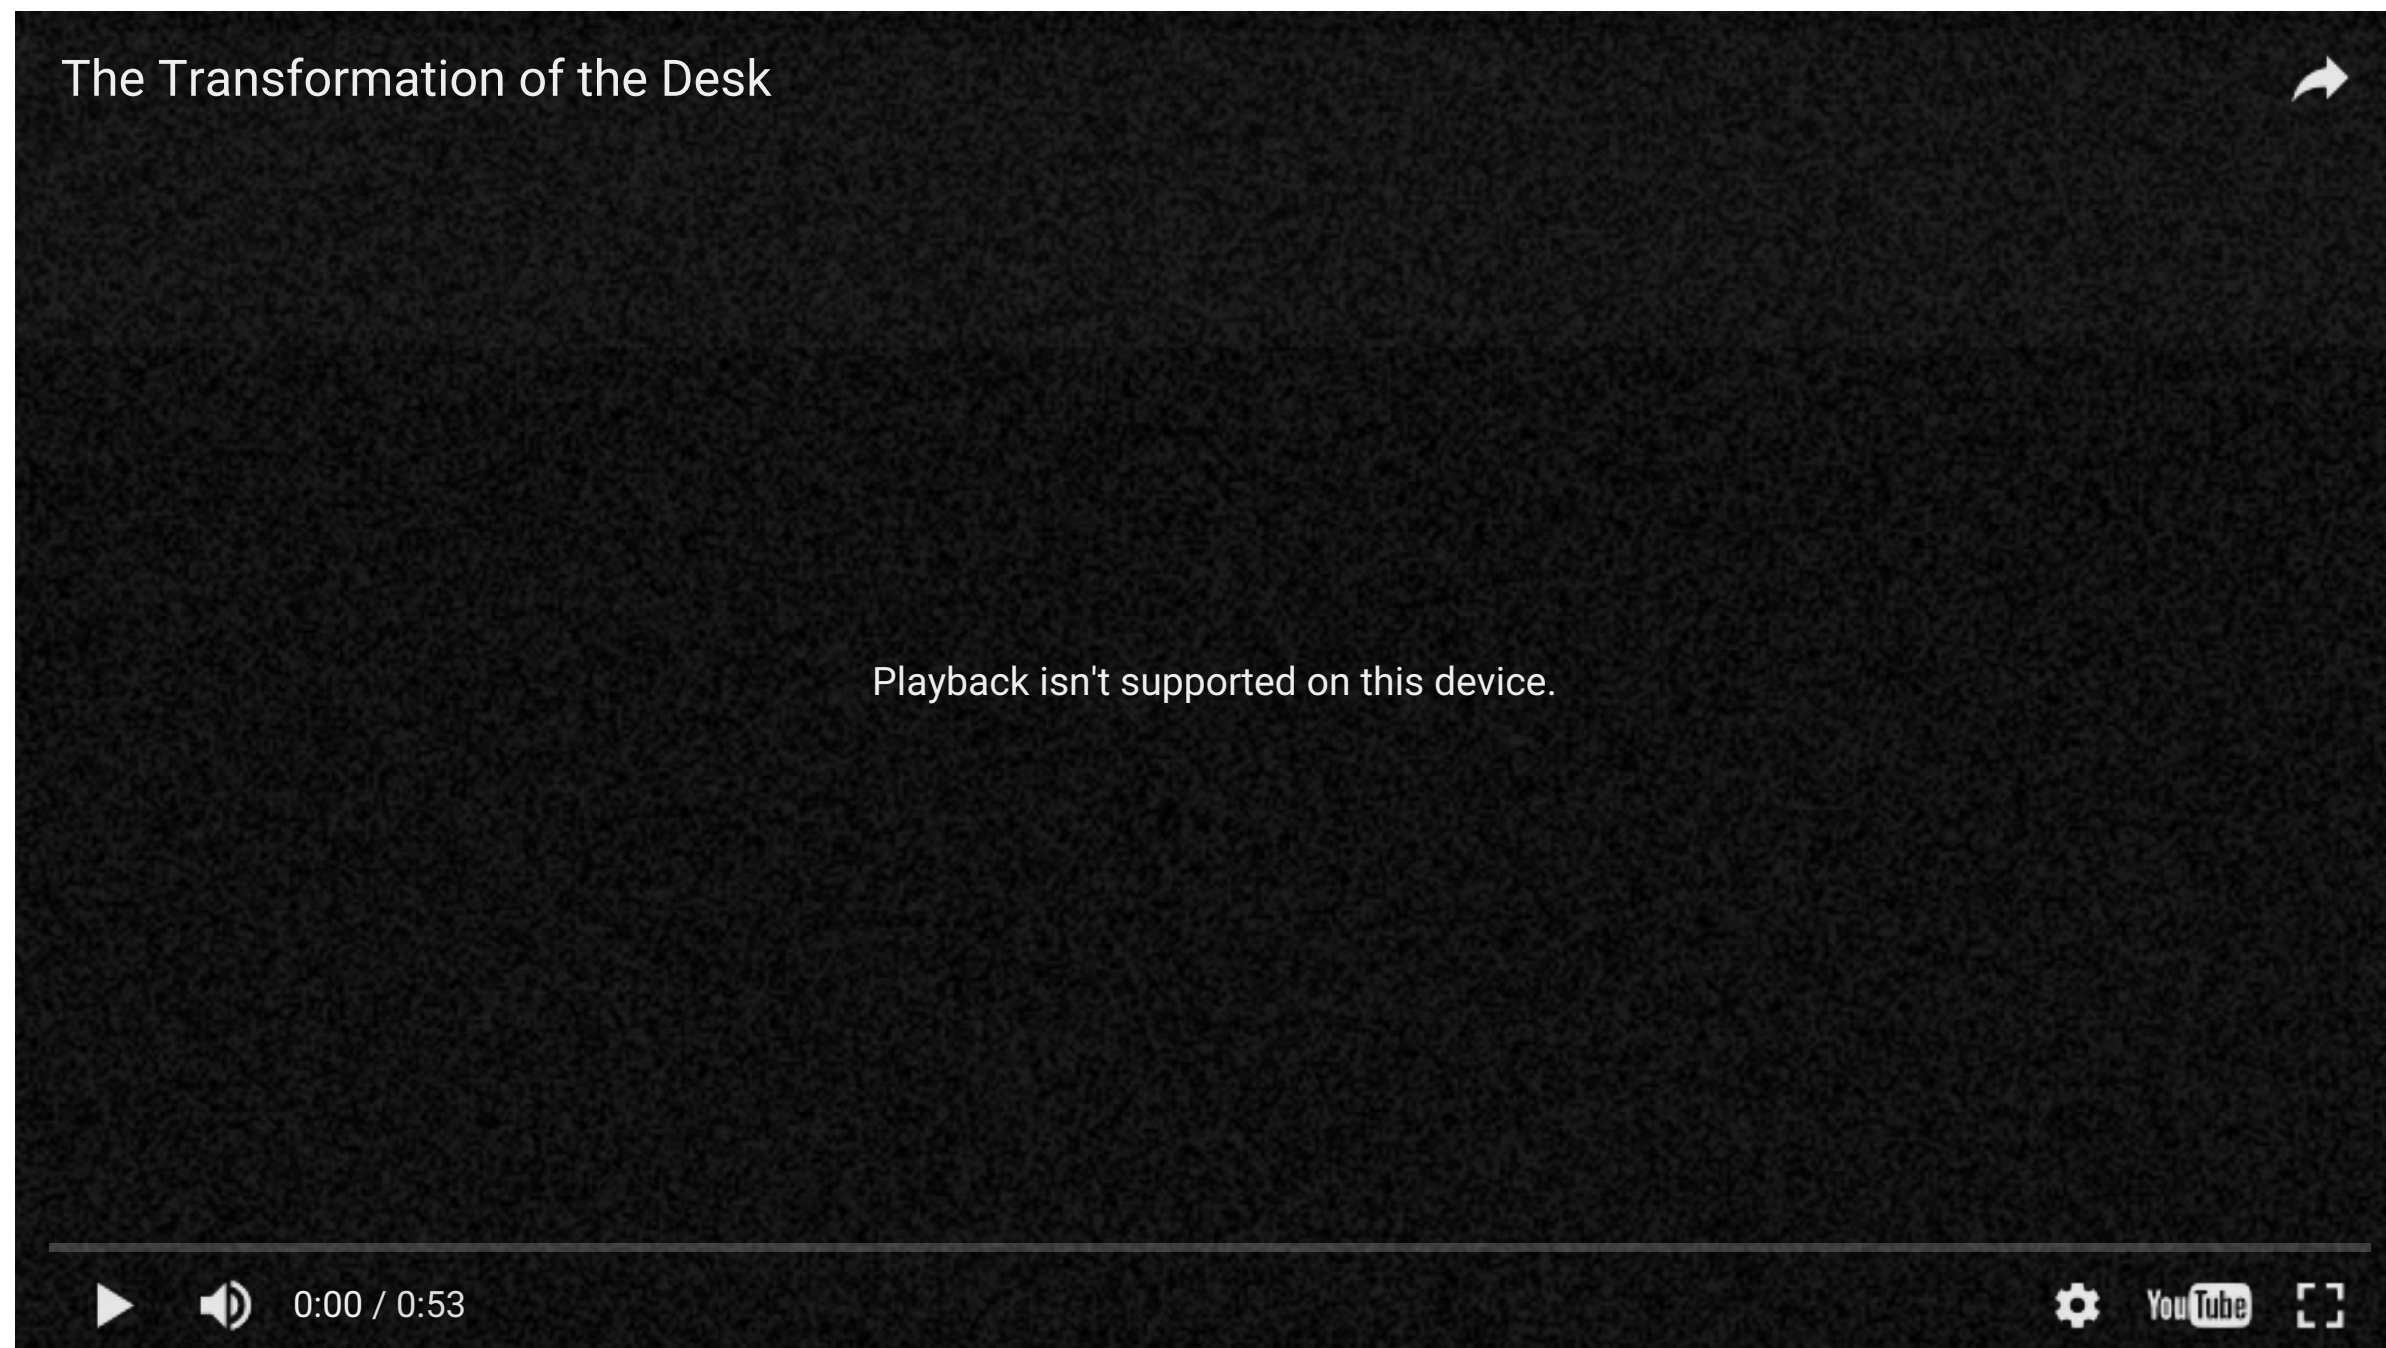 The Transformation of the Desk
Playback isn't supported on this device.
0:00 / 0:53
YouTube